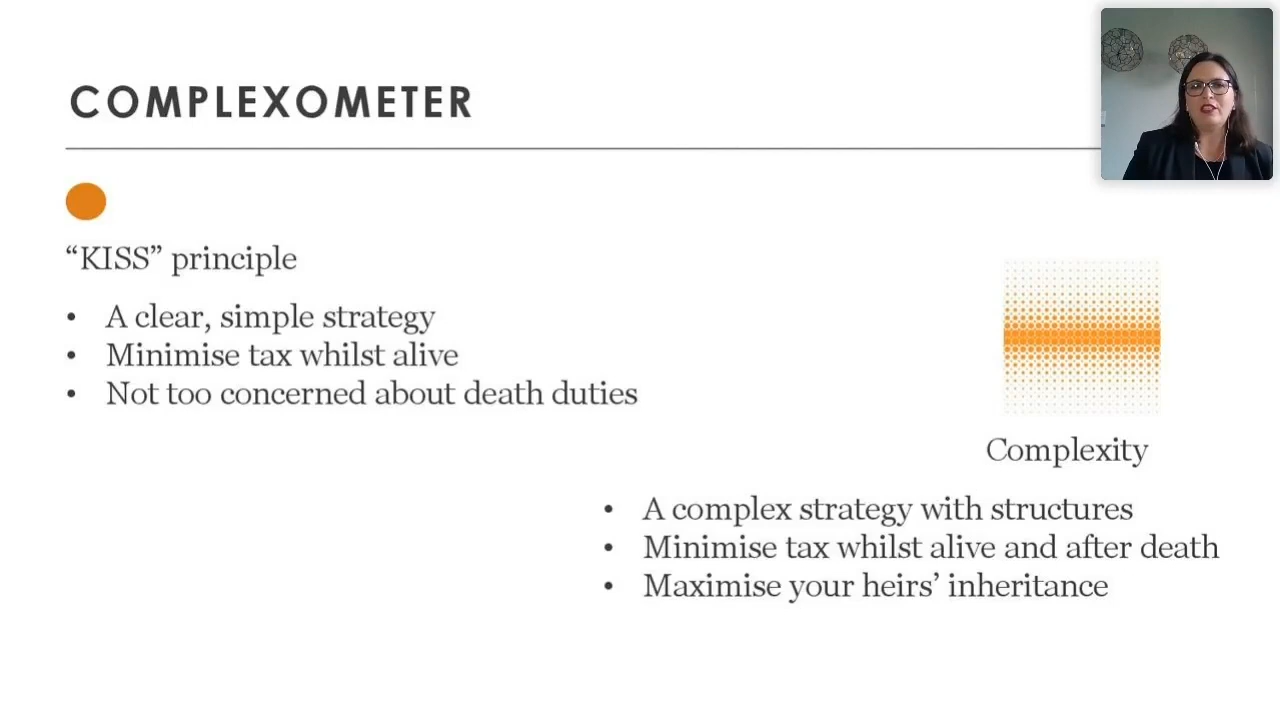 COMPLEXOMETER
“KISS” principle
• A clear, simple strategy
• Minimise tax whilst alive
• Not too concerned about death duties
Complexity
• A complex strategy with structures
• Minimise tax whilst alive and after death
• Maximise your heirs’ inheritance